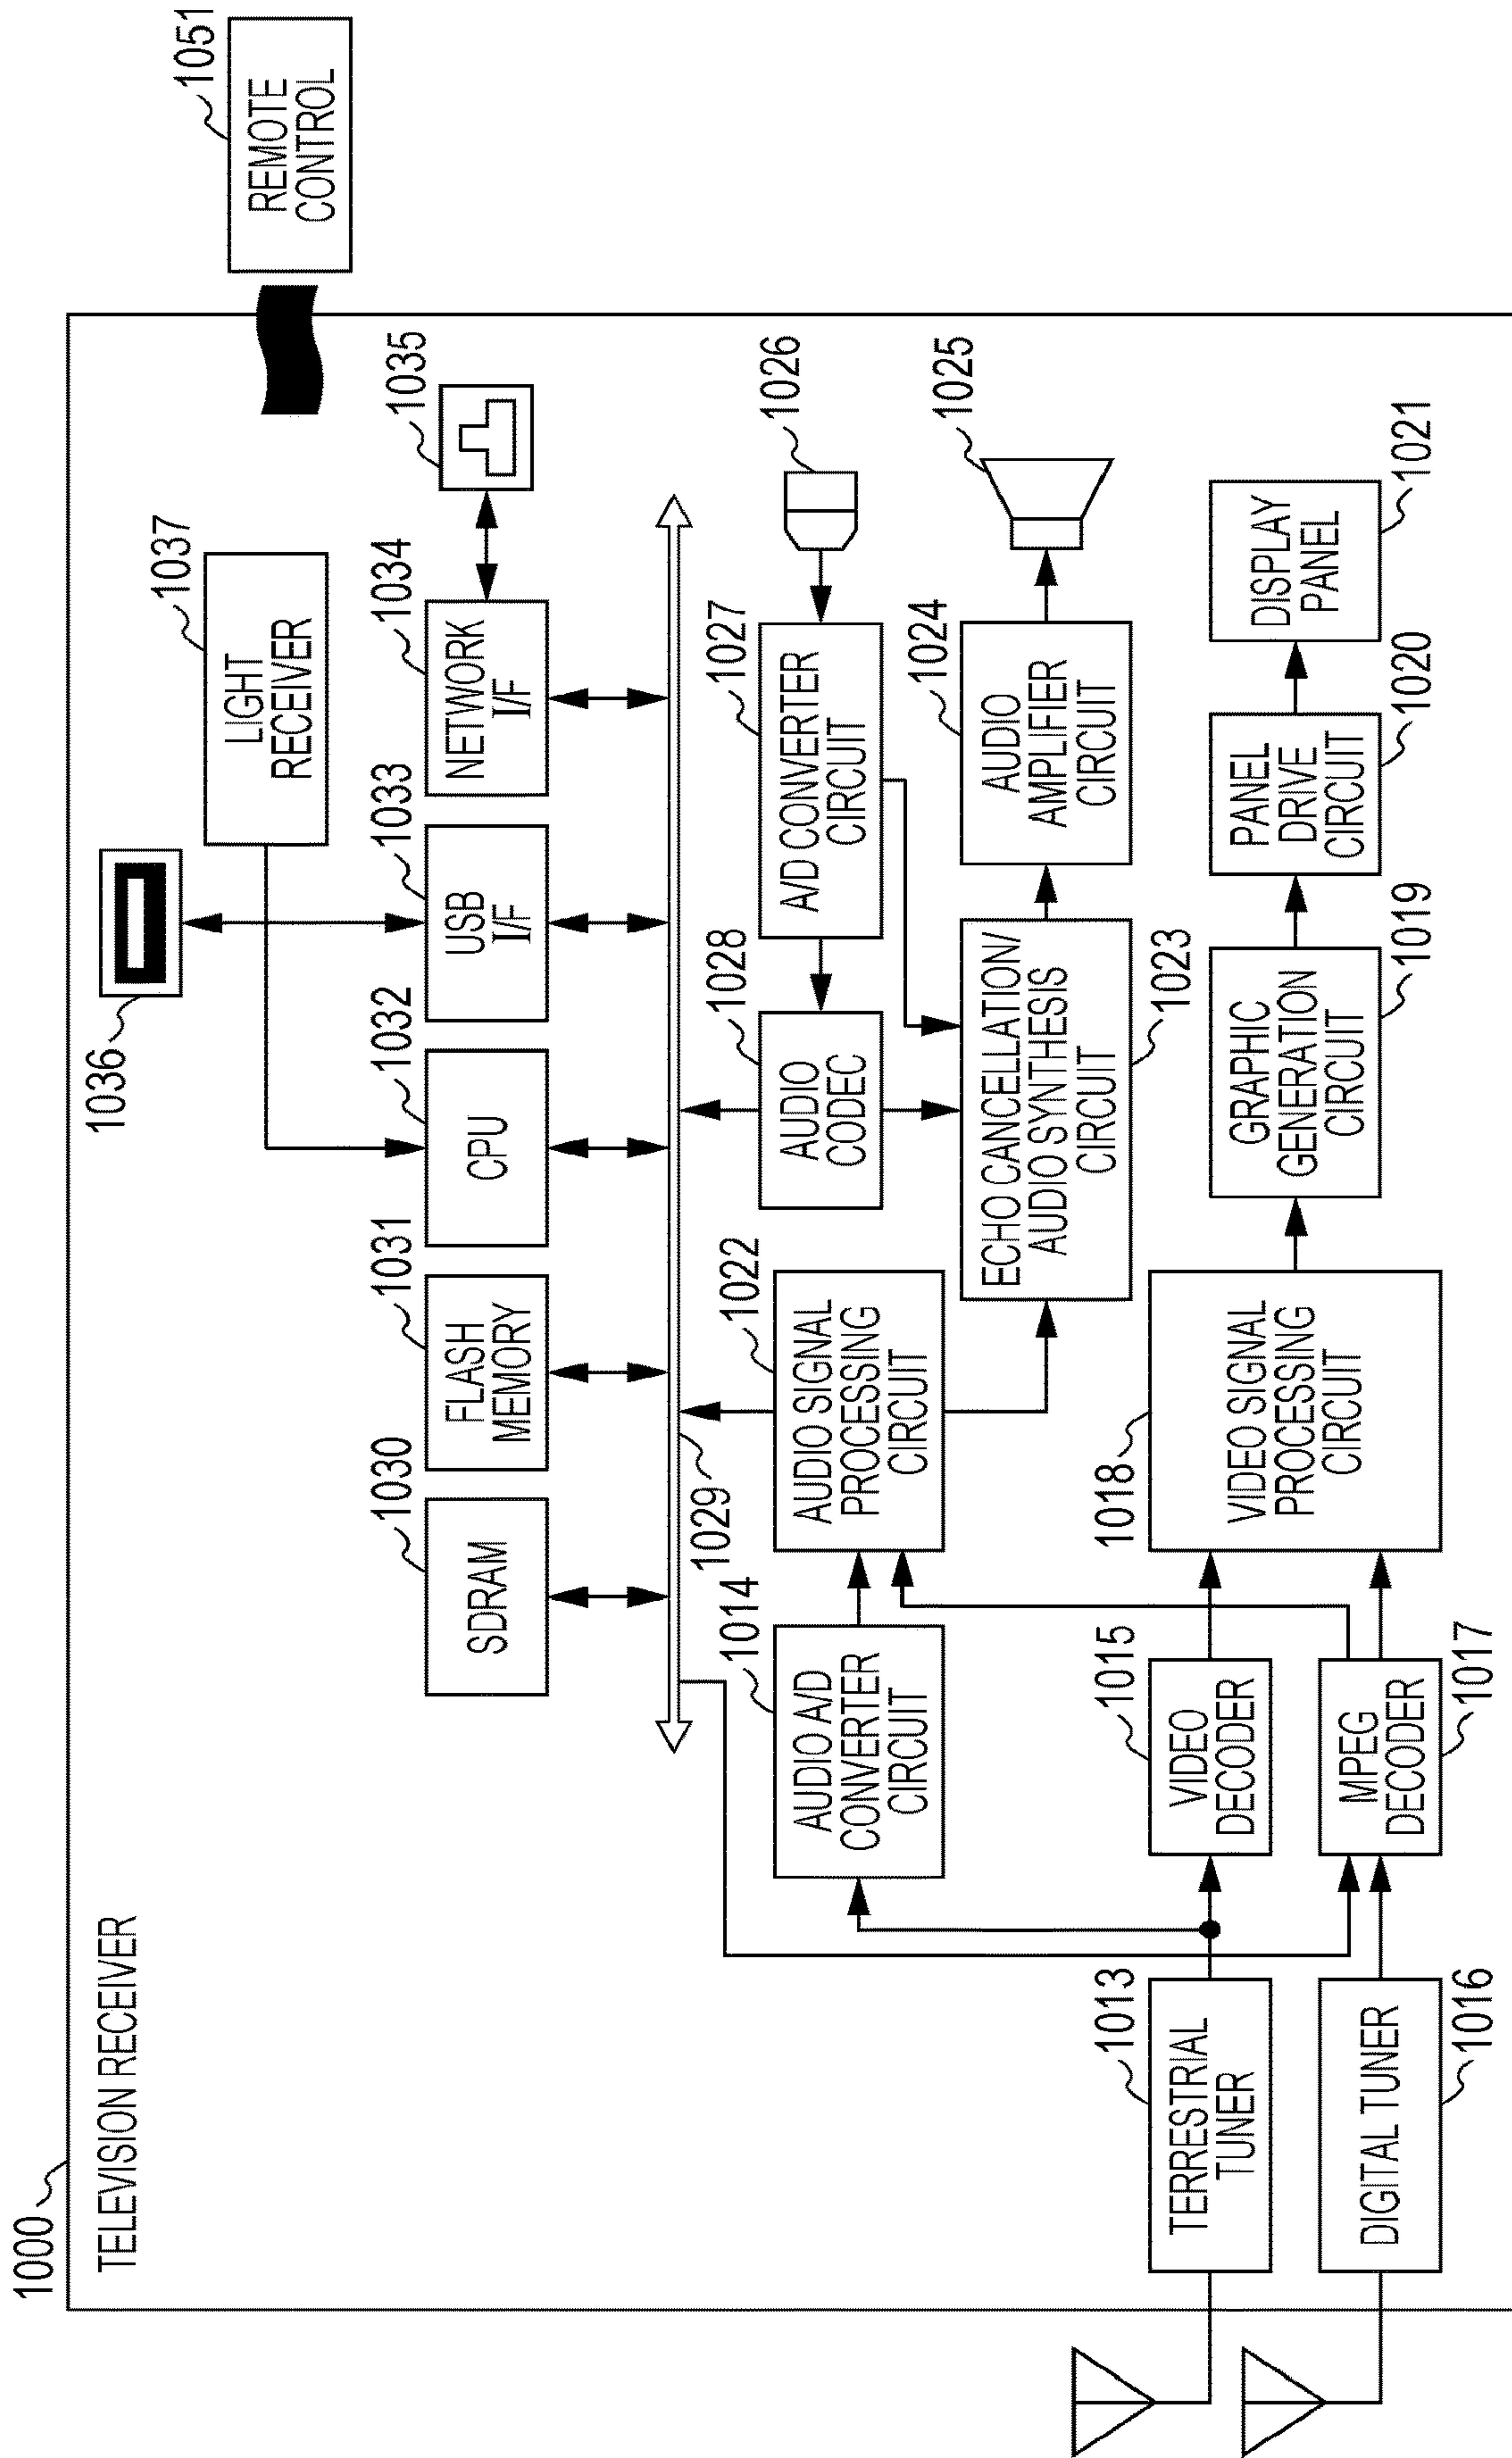 1000
TELEVISION RECEIVER
1051
REMOTE
CONTROL
1036
1037
LIGHT
RECEIVER
1030
SDRAM
1031
FLASH
MEMORY
1032
CPU
1033
USB
I/F
1034
NETWORK
I/F
1035
1029
1014
AUDIO A/D
CONVERTER
CIRCUIT
1022
AUDIO SIGNAL
PROCESSING
CIRCUIT
1028
AUDIO
CODEC
1027
A/D CONVERTER
CIRCUIT
1026
ECHO CANCELLATION/
AUDIO SYNTHESIS
CIRCUIT
1023
1024
AUDIO
AMPLIFIER
CIRCUIT
1025
1013
TERRESTRIAL
TUNER
1015
VIDEO
DECODER
1018
VIDEO SIGNAL
PROCESSING
CIRCUIT
GRAPHIC
GENERATION
CIRCUIT
1019
PANEL
DRIVE
CIRCUIT
1020
DISPLAY
PANEL
1021
DIGITAL TUNER
1016
MPEG
DECODER
1017